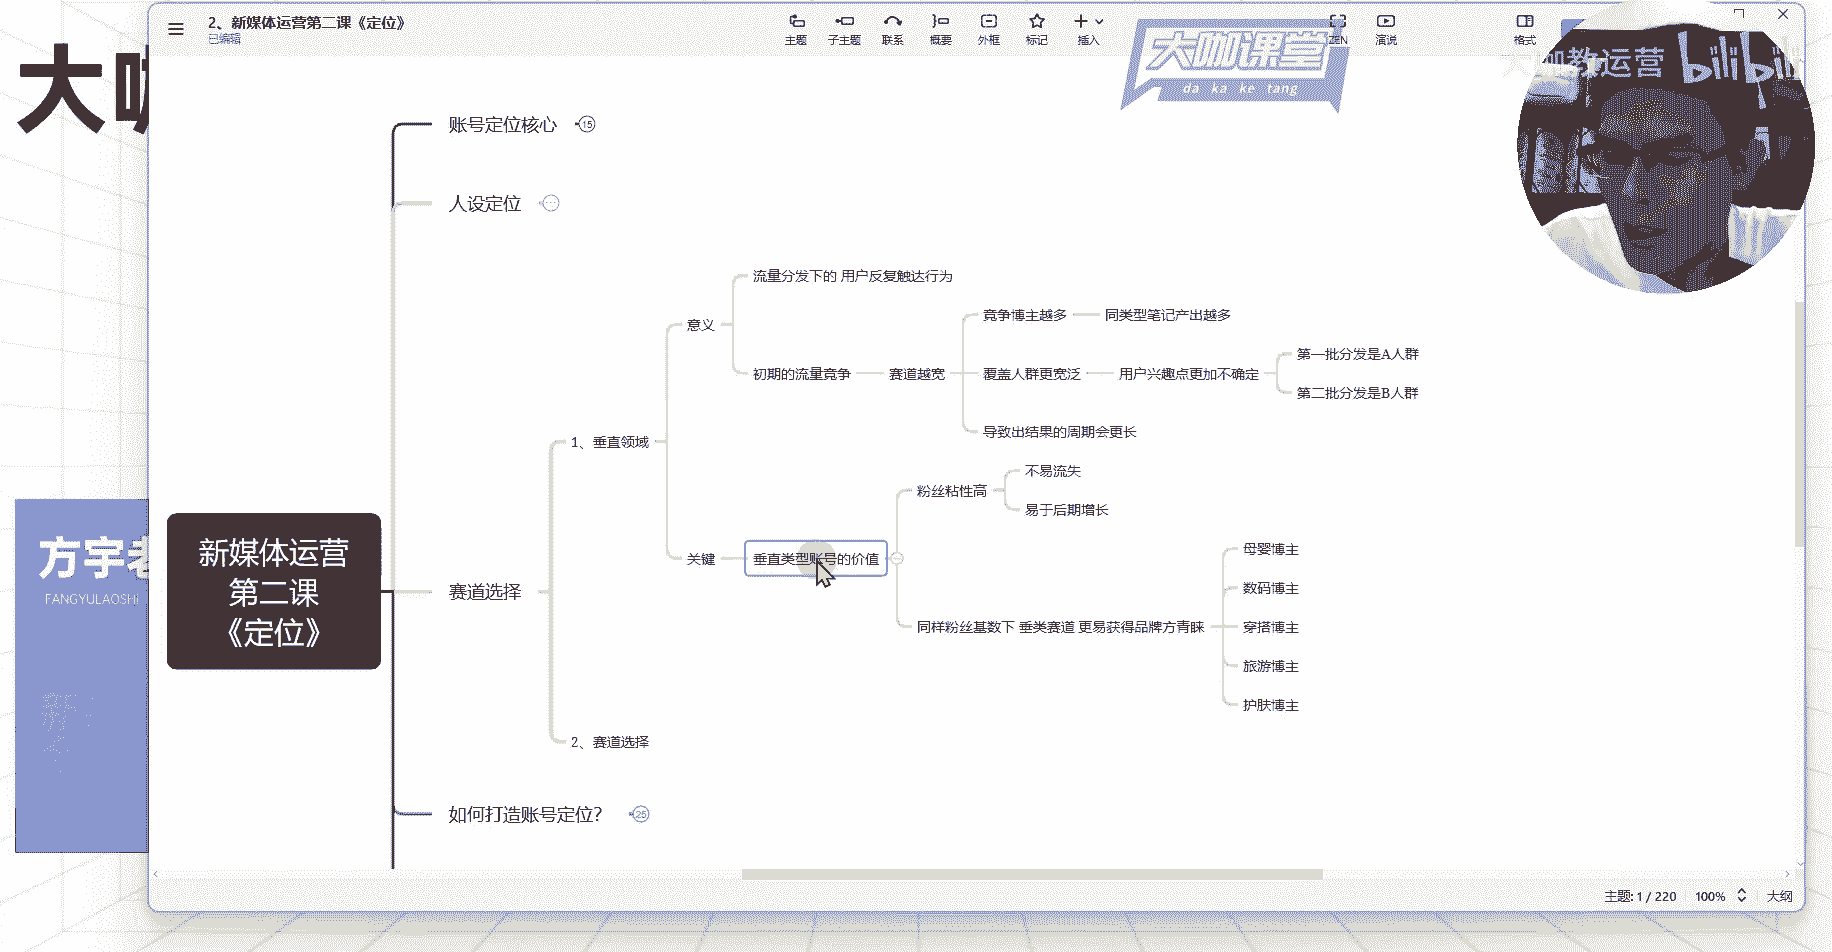 2、新媒体运营第二课《定位》
已编辑
主题
子主题
联系
概要
外框
标记
插入
ZEN
演说
格式
大咖课堂
da ka ke tang
大咖教运营 bilibili
大咖
账号定位核心 15
人设定位
流量分发下的 用户反复触达行为
意义
竞争博主越多
同类型笔记产出越多
初期的流量竞争
赛道越宽
覆盖人群更宽泛
用户兴趣点更加不确定
第一批分发是A人群
第二批分发是B人群
导致出结果的周期会更长
1、垂直领域
粉丝粘性高
不易流失
易于后期增长
关键
垂直类型账号的价值
同样粉丝基数下 垂类赛道 更易获得品牌方青睐
母婴博主
数码博主
穿搭博主
旅游博主
护肤博主
新媒体运营
第二课
《定位》
赛道选择
2、赛道选择
如何打造账号定位？ 25
方宇老
FANGYULAOSHI
主题: 1 / 220
100%
大纲